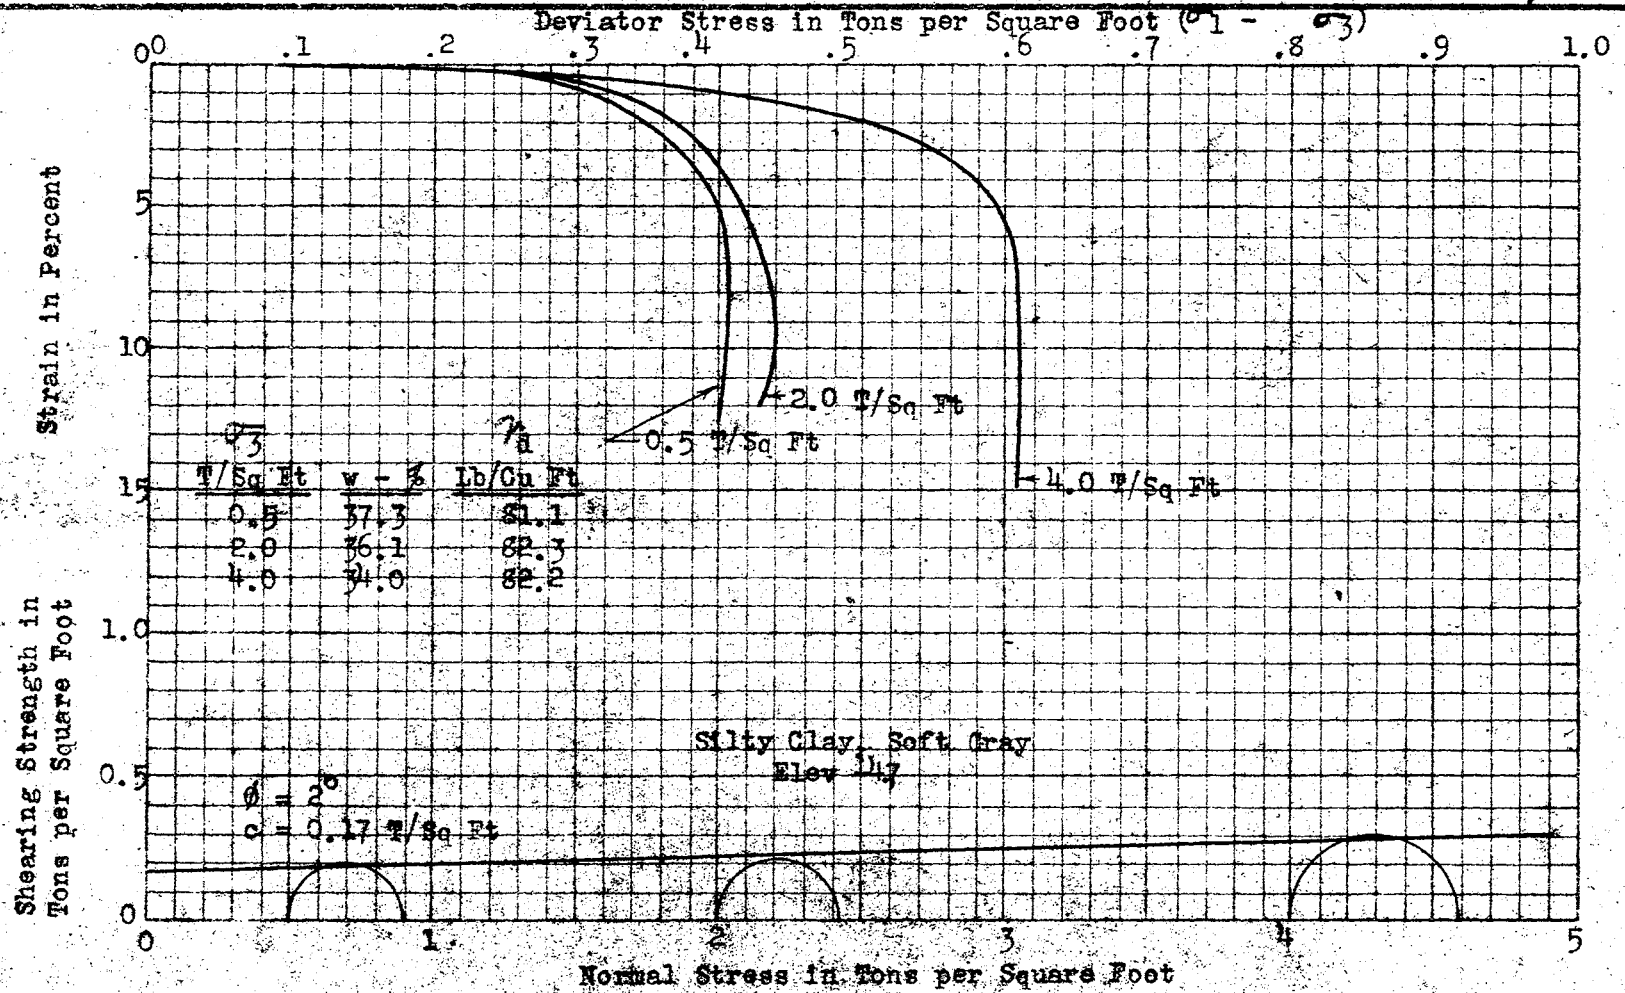 Deviator Stress in Tons per Square Foot (σ1 - σ3)
0 .1 .2 .3 .4 .5 .6 .7 .8 .9 1.0
0
5
10
15
Strain in Percent
2.0 T/Sq Ft
0.5 T/Sq Ft
4.0 T/Sq Ft
σ3 γd
T/Sq Ft w - % Lb/Cu Ft
0.5 37.3 81.1
2.0 36.1 82.3
4.0 34.0 82.2
Shearing Strength in
Tons per Square Foot
1.0
0.5
0
Silty Clay, Soft Gray
Elev
ø = 2°
c = 0.17 T/Sq Ft
0 1. 2 3 4 5
Normal Stress in Tons per Square Foot